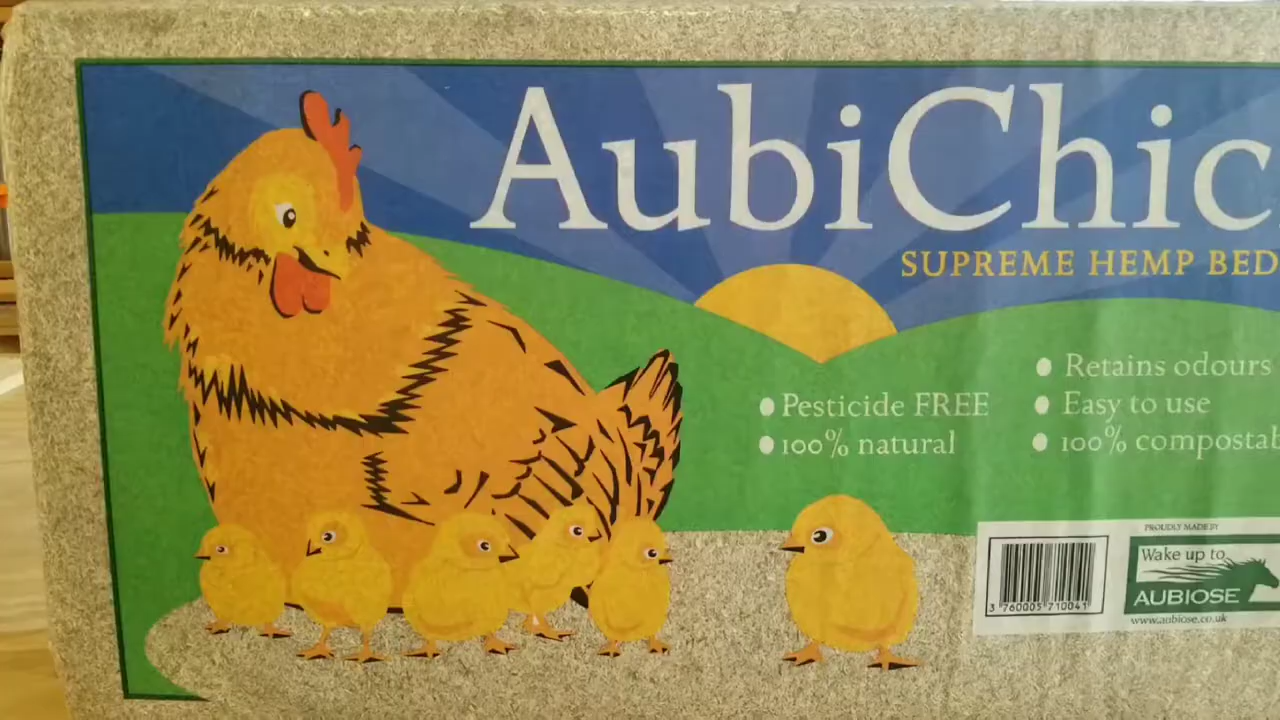 AubiChic
SUPREME HEMP BED
Pesticide FREE
100% natural
Retains odours
Easy to use
100% compostab
3 760005 710041
PROUDLY MADE BY
Wake up to
AUBIOSE
www.aubiose.co.uk